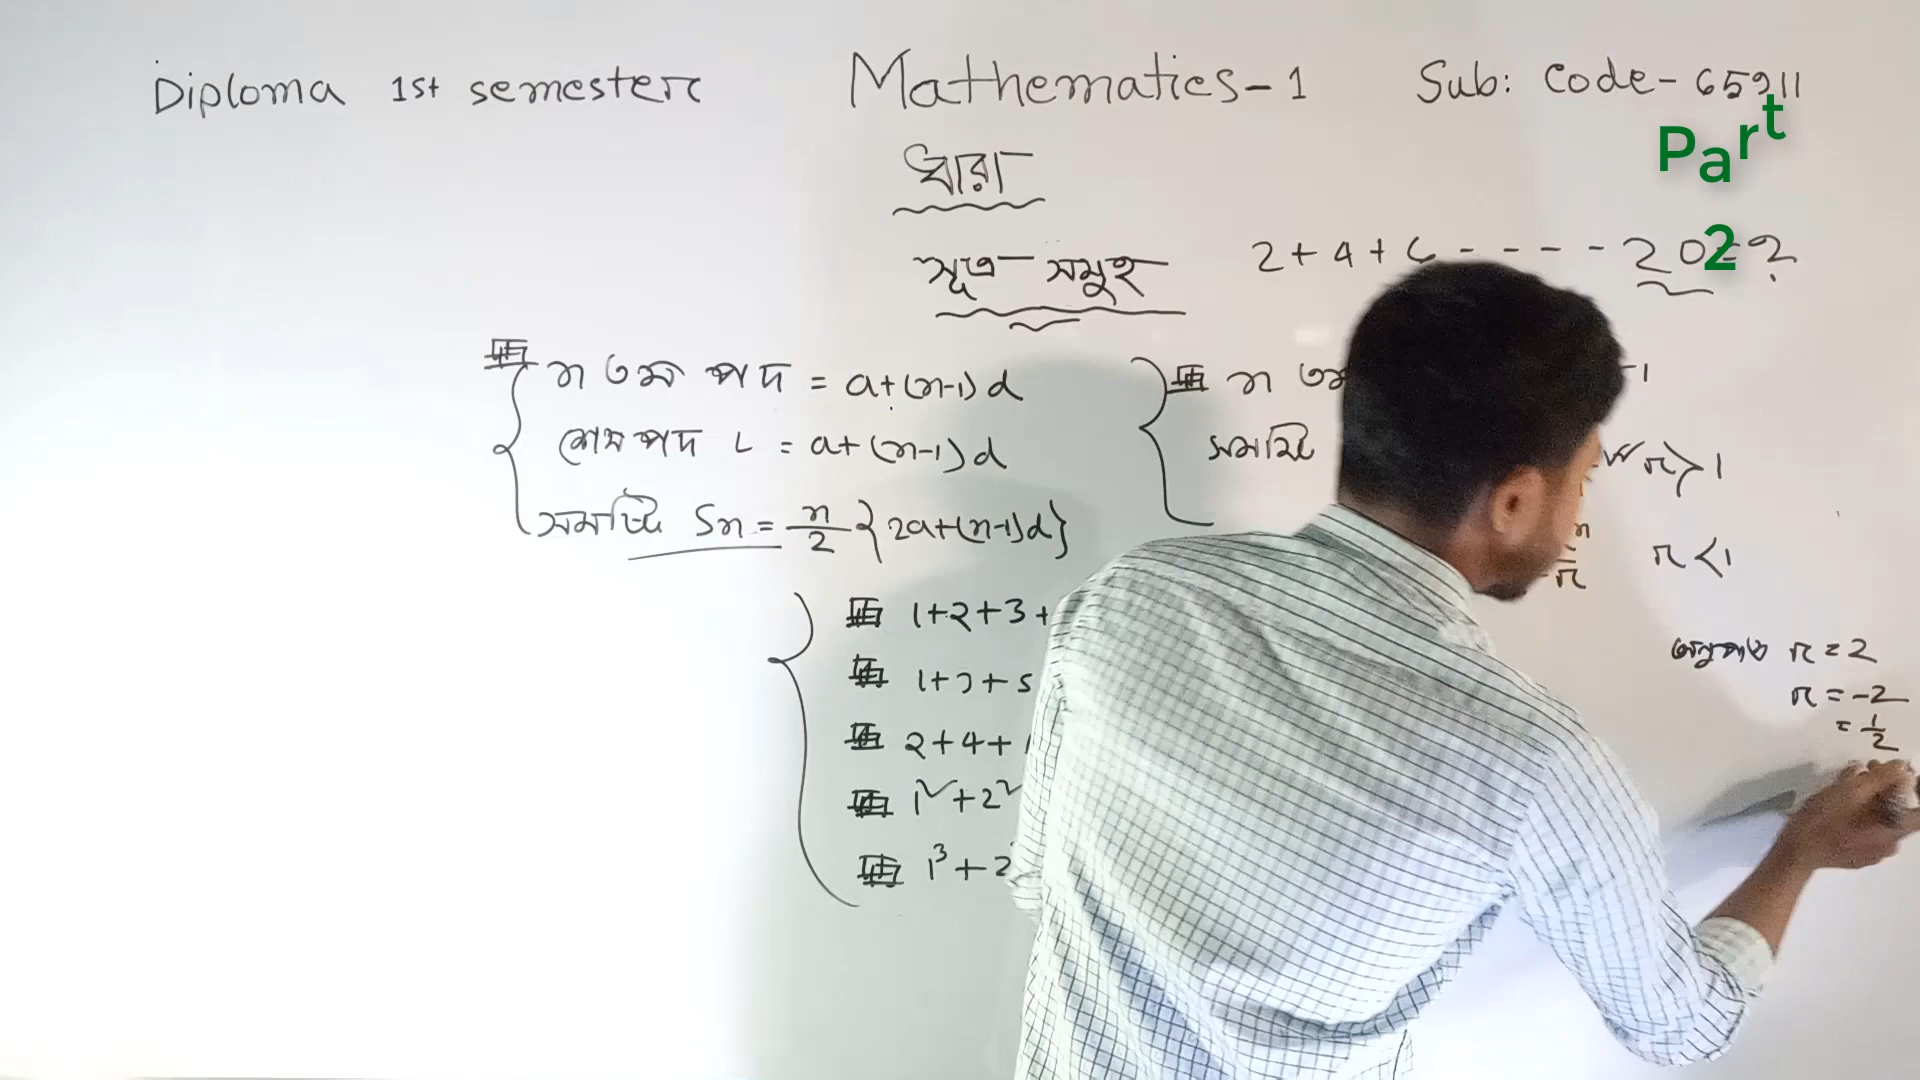 Diploma 1st semester Mathematics-1 Sub: Code- 65911
Part
2
ধারা
সূত্র সমুহ 2+4+6 - - - - 20 = ?
n তম পদ = a+(n-1)d
শেষ পদ L = a+(n-1)d
সমষ্টি Sn = n/2 {2a+(n-1)d}
n তম -1
সমষ্টি r>1
n
r r<1
1+2+3+
1+3+5
2+4+
1²+2²
1³+2
অনুপাত r=2
r=-2
=1/2